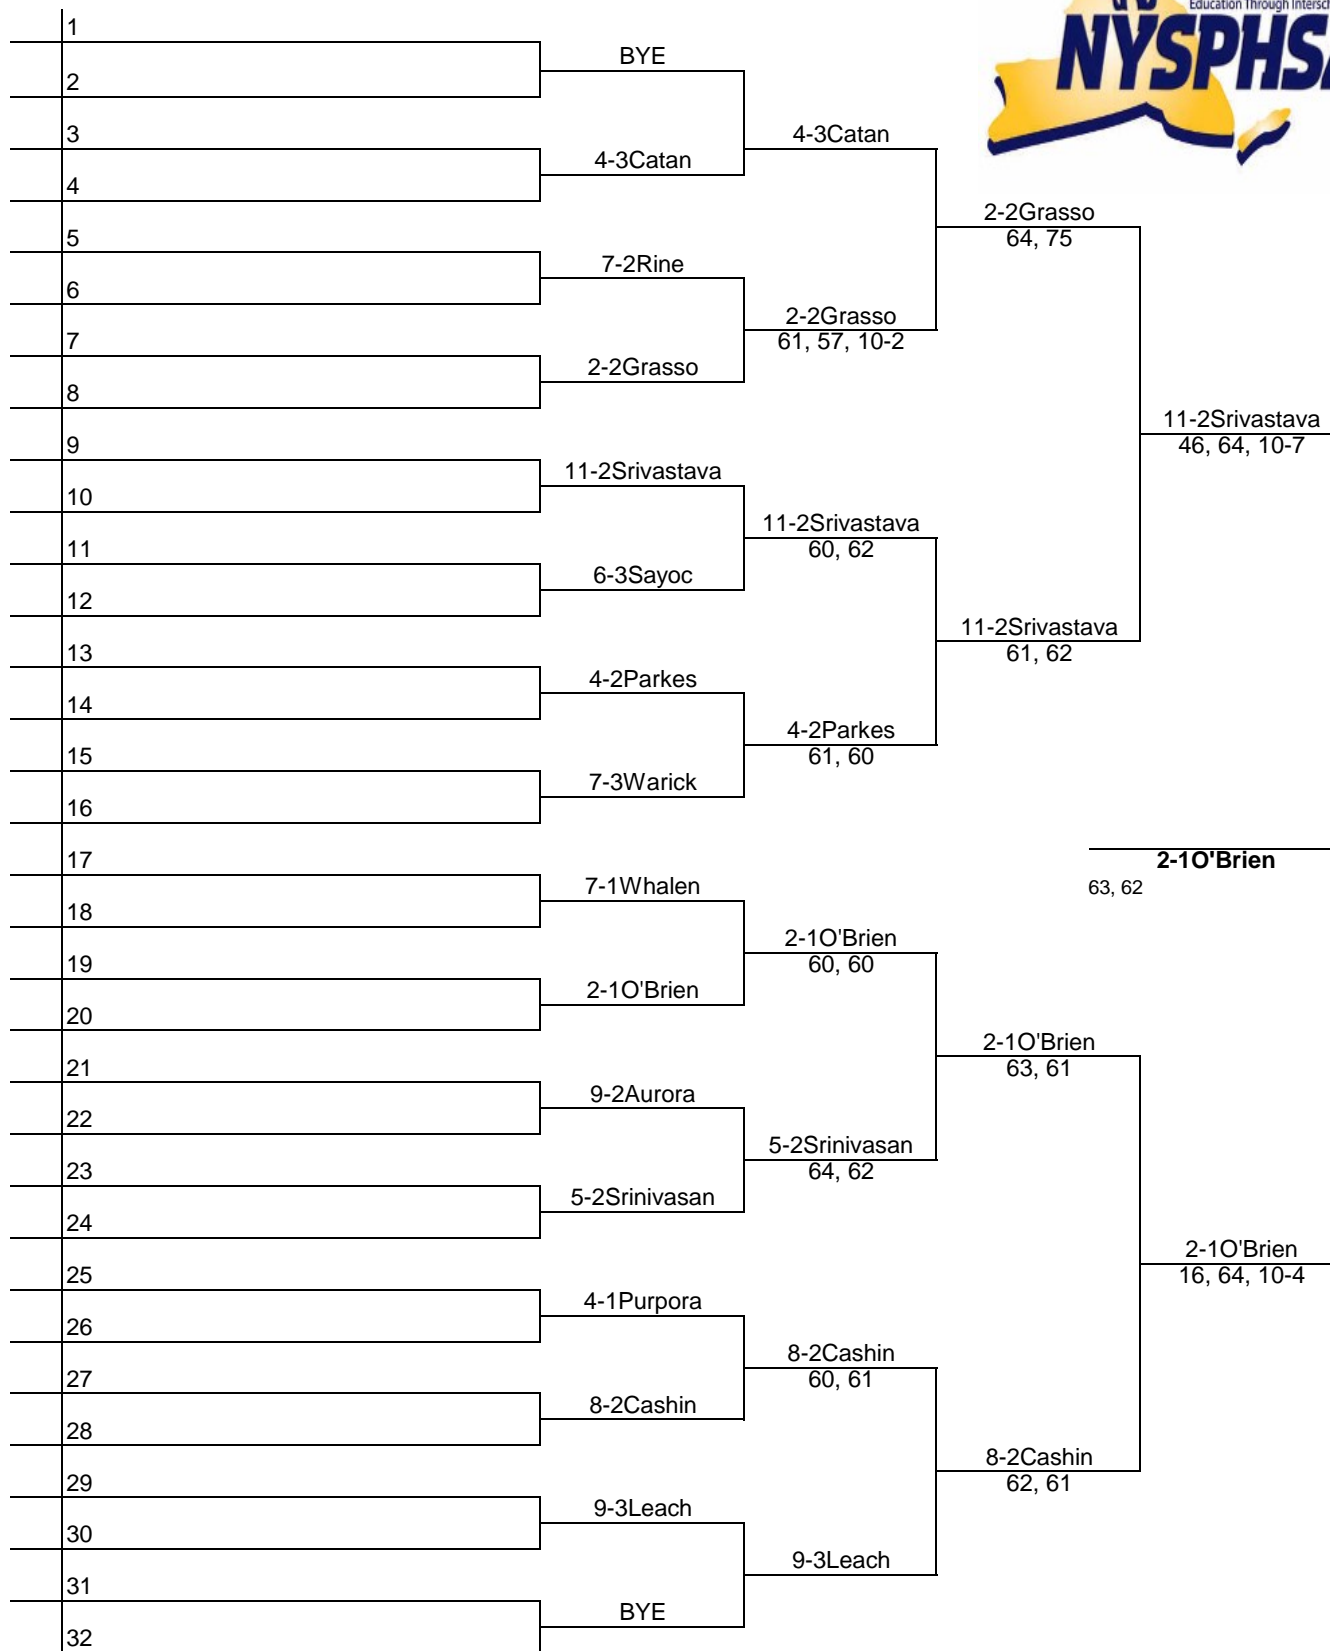 Education Through Intersch
NYSPHSA
1
BYE
2
3
4-3Catan
4-3Catan
4
2-2Grasso
64, 75
5
7-2Rine
6
2-2Grasso
61, 57, 10-2
7
2-2Grasso
8
11-2Srivastava
46, 64, 10-7
9
11-2Srivastava
10
11-2Srivastava
60, 62
11
6-3Sayoc
12
11-2Srivastava
61, 62
13
4-2Parkes
14
4-2Parkes
61, 60
15
7-3Warick
16
17
2-1O'Brien
63, 62
7-1Whalen
18
2-1O'Brien
60, 60
19
2-1O'Brien
20
2-1O'Brien
63, 61
21
9-2Aurora
22
5-2Srinivasan
64, 62
23
5-2Srinivasan
24
2-1O'Brien
16, 64, 10-4
25
4-1Purpora
26
8-2Cashin
60, 61
27
8-2Cashin
28
8-2Cashin
62, 61
29
9-3Leach
30
9-3Leach
31
BYE
32